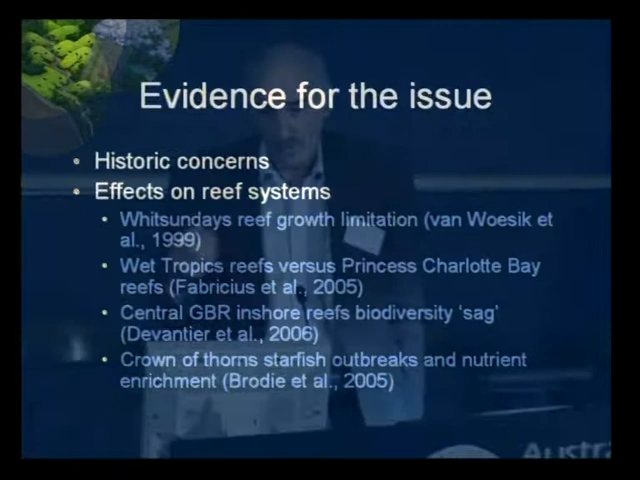 Evidence for the issue
• Historic concerns
• Effects on reef systems
• Whitsundays reef growth limitation (van Woesik et
al., 1999)
• Wet Tropics reefs versus Princess Charlotte Bay
reefs (Fabricius et al., 2005)
• Central GBR inshore reefs biodiversity 'sag'
(Devantier et al., 2006)
• Crown of thorns starfish outbreaks and nutrient
enrichment (Brodie et al., 2005)
Austra